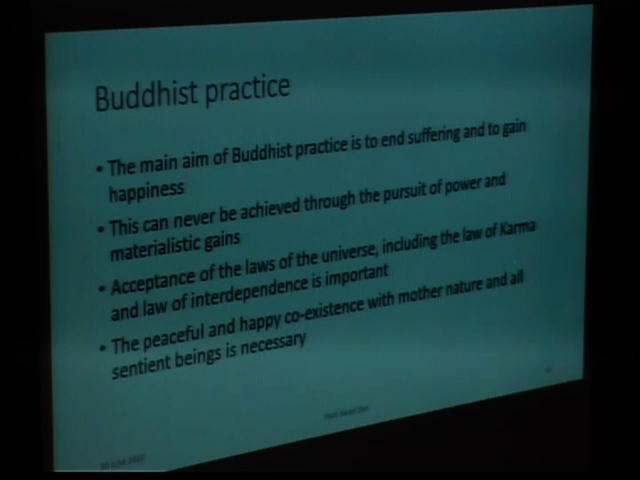 Buddhist practice
• The main aim of Buddhist practice is to end suffering and to gain
happiness
• This can never be achieved through the pursuit of power and
materialistic gains
• Acceptance of the laws of the universe, including the law of Karma
and law of interdependence is important
• The peaceful and happy co-existence with mother nature and all
sentient beings is necessary